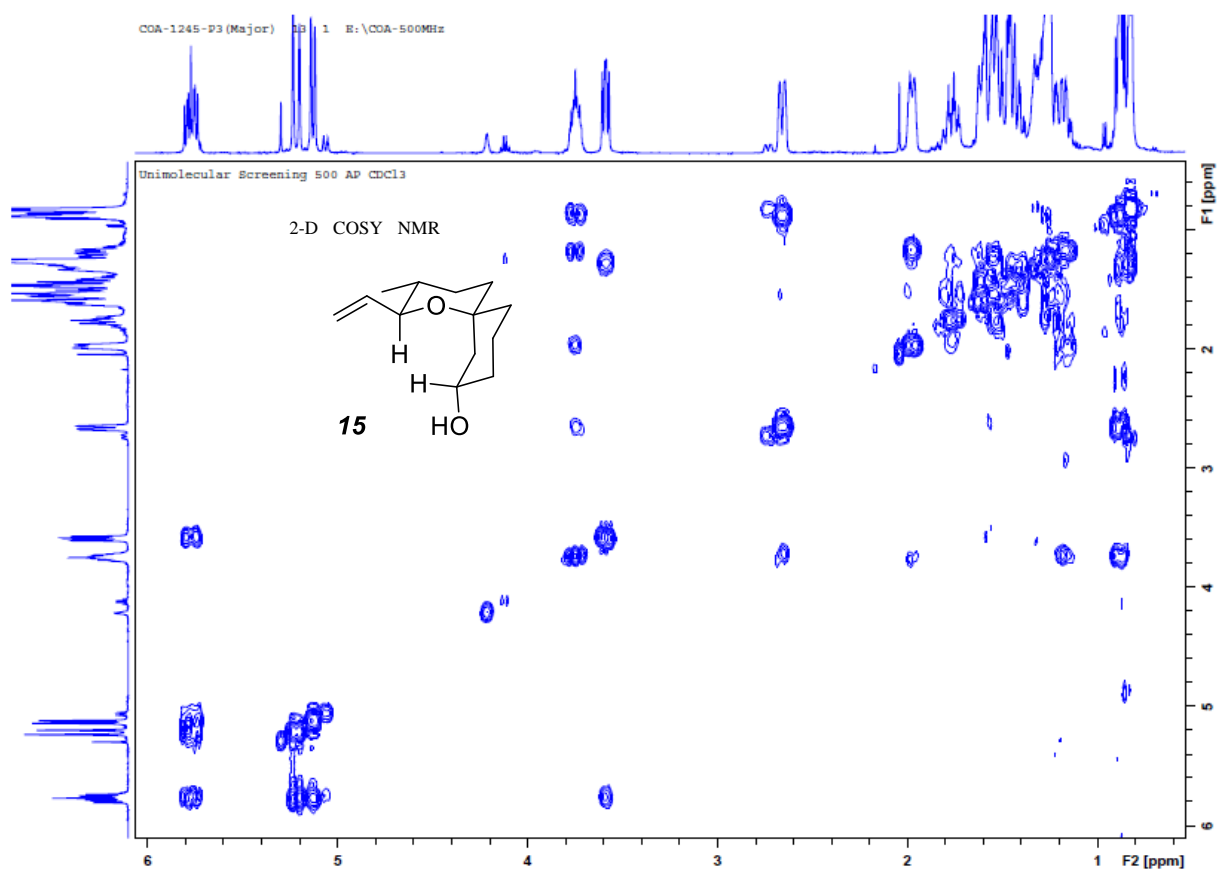 COA-1245-P3(Major) 13 1 E:\COA-500MHz
Unimolecular Screening 500 AP CDCl3
2-D COSY NMR
O
H
H
15
HO
F1 [ppm]
1
2
3
4
5
6
6
5
4
3
2
1
F2 [ppm]